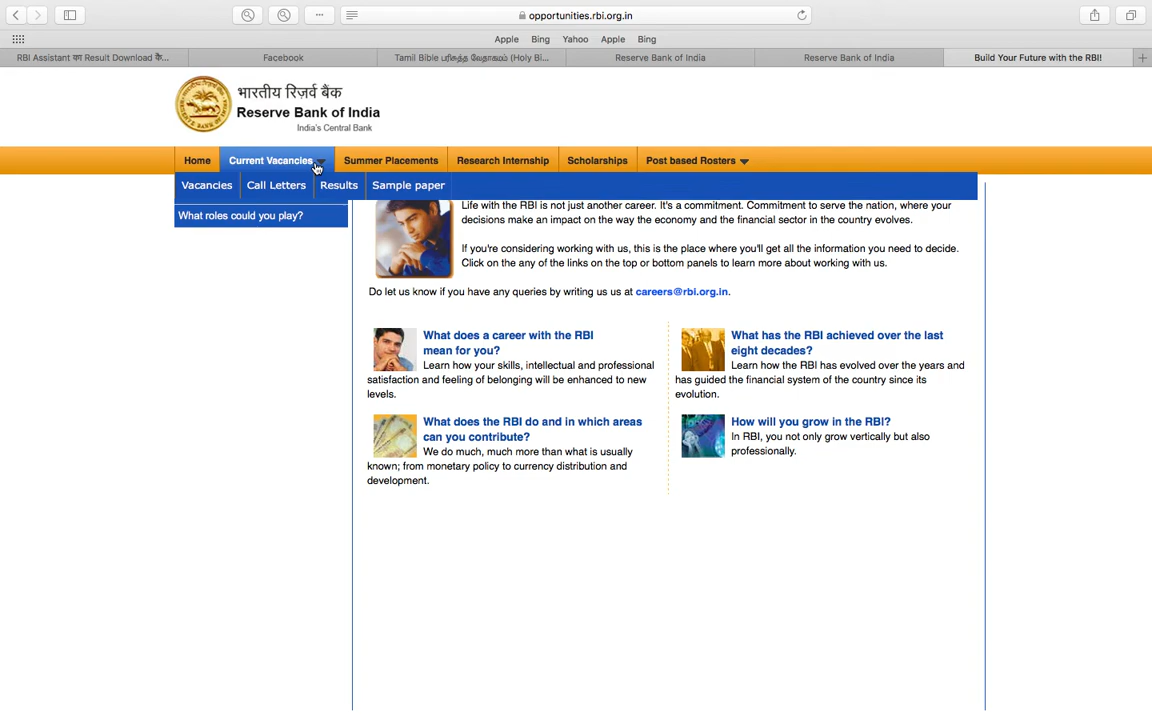 opportunities.rbi.org.in
Apple Bing Yahoo Apple Bing
RBI Assistant का Result Download कै...
Facebook
Tamil Bible பரிசுத்த வேதாகமம் (Holy Bi...
Reserve Bank of India
Reserve Bank of India
Build Your Future with the RBI!
भारतीय रिज़र्व बैंक
Reserve Bank of India
India's Central Bank
Home Current Vacancies Summer Placements Research Internship Scholarships Post based Rosters
Vacancies Call Letters Results Sample paper
What roles could you play?
Life with the RBI is not just another career. It's a commitment. Commitment to serve the nation, where your
decisions make an impact on the way the economy and the financial sector in the country evolves.
If you're considering working with us, this is the place where you'll get all the information you need to decide.
Click on the any of the links on the top or bottom panels to learn more about working with us.
Do let us know if you have any queries by writing us us at careers@rbi.org.in.
What does a career with the RBI
mean for you?
Learn how your skills, intellectual and professional
satisfaction and feeling of belonging will be enhanced to new
levels.
What has the RBI achieved over the last
eight decades?
Learn how the RBI has evolved over the years and
has guided the financial system of the country since its
evolution.
What does the RBI do and in which areas
can you contribute?
We do much, much more than what is usually
known; from monetary policy to currency distribution and
development.
How will you grow in the RBI?
In RBI, you not only grow vertically but also
professionally.